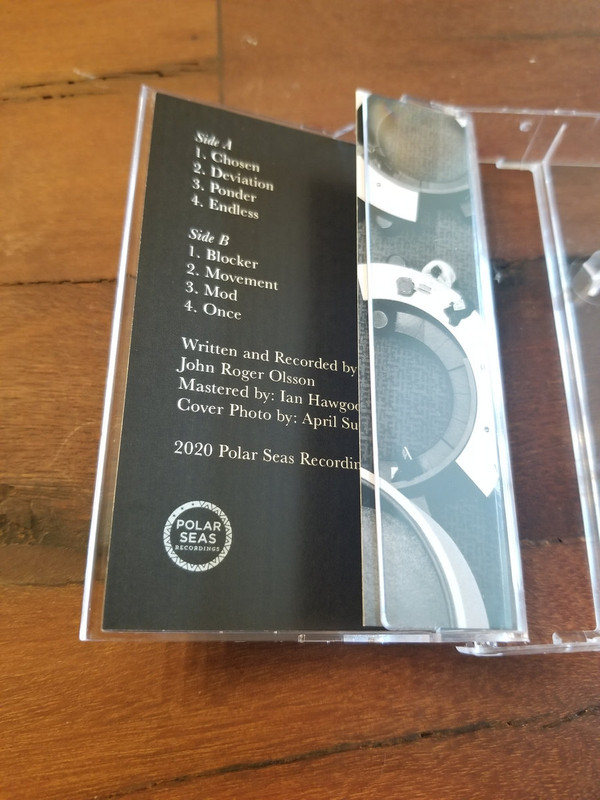 Side A
1. Chosen
2. Deviation
3. Ponder
4. Endless
Side B
1. Blocker
2. Movement
3. Mod
4. Once
Written and Recorded by
John Roger Olsson
Mastered by: Ian
Cover Photo by: April
2020 Polar Seas
POLAR
SEAS
RECORDINGS